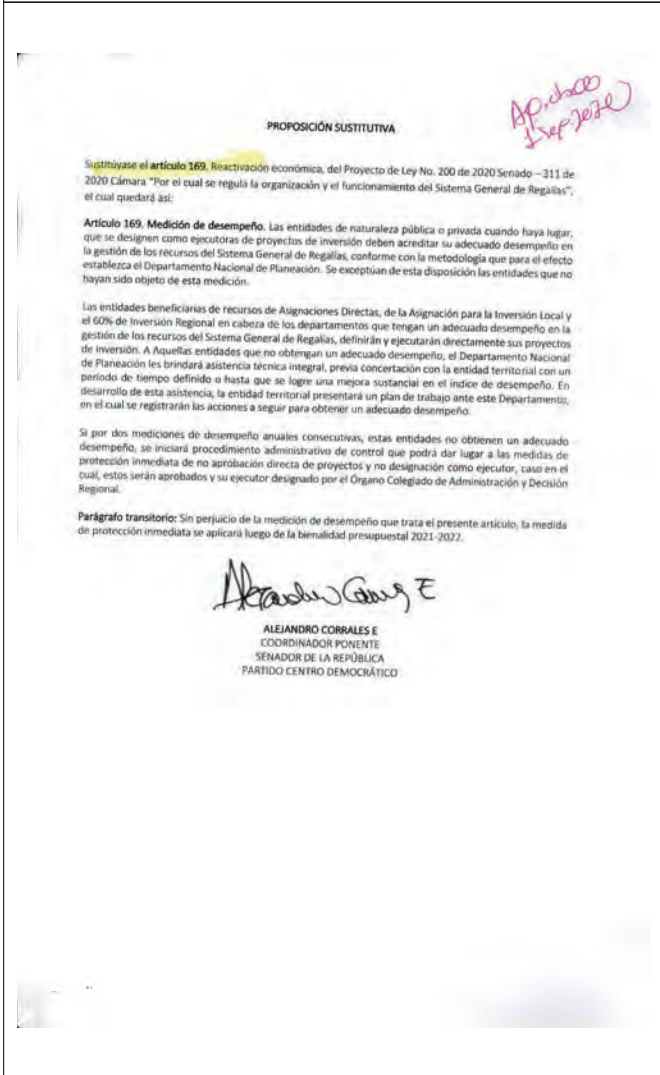 Aprobado
1 Sep. 2020
PROPOSICIÓN SUSTITUTIVA
Sustitúyase el artículo 169. Reactivación económica, del Proyecto de Ley No. 200 de 2020 Senado – 311 de
2020 Cámara "Por el cual se regula la organización y el funcionamiento del Sistema General de Regalías",
el cual quedará así:
Artículo 169. Medición de desempeño. Las entidades de naturaleza pública o privada cuando haya lugar,
que se designen como ejecutoras de proyectos de inversión deben acreditar su adecuado desempeño en
la gestión de los recursos del Sistema General de Regalías, conforme con la metodología que para el efecto
establezca el Departamento Nacional de Planeación. Se exceptúan de esta disposición las entidades que no
hayan sido objeto de esta medición.
Las entidades beneficiarias de recursos de Asignaciones Directas, de la Asignación para la Inversión Local y
el 60% de Inversión Regional en cabeza de los departamentos que tengan un adecuado desempeño en la
gestión de los recursos del Sistema General de Regalías, definirán y ejecutarán directamente sus proyectos
de inversión. A Aquellas entidades que no obtengan un adecuado desempeño, el Departamento Nacional
de Planeación les brindará asistencia técnica integral, previa concertación con la entidad territorial con un
período de tiempo definido o hasta que se logre una mejora sustancial en el índice de desempeño. En
desarrollo de esta asistencia, la entidad territorial presentará un plan de trabajo ante este Departamento,
en el cual se registrarán las acciones a seguir para obtener un adecuado desempeño.
Si por dos mediciones de desempeño anuales consecutivas, estas entidades no obtienen un adecuado
desempeño, se iniciará procedimiento administrativo de control que podrá dar lugar a las medidas de
protección inmediata de no aprobación directa de proyectos y no designación como ejecutor, caso en el
cual, estos serán aprobados y su ejecutor designado por el Órgano Colegiado de Administración y Decisión
Regional.
Parágrafo transitorio: Sin perjuicio de la medición de desempeño que trata el presente artículo, la medida
de protección inmediata se aplicará luego de la bienalidad presupuestal 2021-2022.
ALEJANDRO CORRALES E
COORDINADOR PONENTE
SENADOR DE LA REPÚBLICA
PARTIDO CENTRO DEMOCRÁTICO